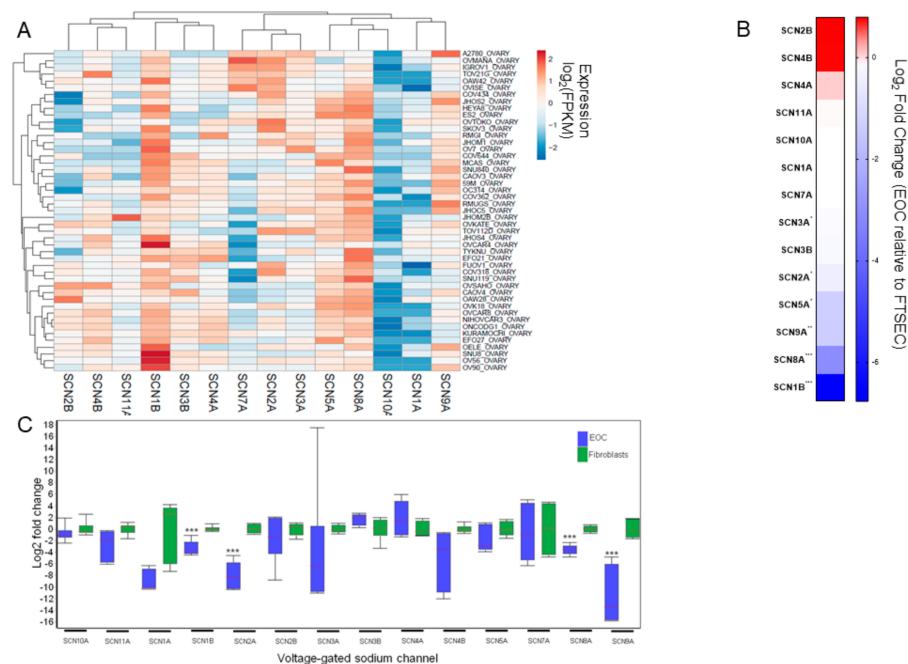 A
A2780_OVARY
OVMANA_OVARY
IGROV1_OVARY
TOV21G_OVARY
OAW42_OVARY
OVISE_OVARY
COV434_OVARY
JHOS2_OVARY
HEYA8_OVARY
ES2_OVARY
OVTOKO_OVARY
SKOV3_OVARY
RMGI_OVARY
JHOM1_OVARY
OV7_OVARY
COV644_OVARY
MCAS_OVARY
SNU840_OVARY
CAOV3_OVARY
59M_OVARY
OC314_OVARY
COV362_OVARY
RMUGS_OVARY
JHOC5_OVARY
JHOM2B_OVARY
OVKATE_OVARY
TOV112D_OVARY
JHOS4_OVARY
OVCAR4_OVARY
TYKNU_OVARY
EFO21_OVARY
FUOV1_OVARY
COV318_OVARY
SNU119_OVARY
OVSAHO_OVARY
CAOV4_OVARY
OAW28_OVARY
OVK18_OVARY
OVCAR8_OVARY
NIHOVCAR3_OVARY
ONCODG1_OVARY
KURAMOCHI_OVARY
EFO27_OVARY
OELE_OVARY
SNU8_OVARY
OV56_OVARY
OV90_OVARY
SCN2B SCN4B SCN11A SCN1B SCN3B SCN4A SCN7A SCN2A SCN3A SCN5A SCN8A SCN10A SCN1A SCN9A
2
1
0
-1
-2
Expression
log2(FPKM)
B
SCN2B
SCN4B
SCN4A
SCN11A
SCN10A
SCN1A
SCN7A
SCN3A*
SCN3B
SCN2A*
SCN5A*
SCN9A**
SCN8A***
SCN1B***
0
-2
-4
-6
Log2 Fold Change (EOC relative to FTSEC)
C
Log2 fold change
18
16
14
12
10
8
6
4
2
0
-2
-4
-6
-8
-10
-12
-14
-16
EOC
Fibroblasts
*** *** *** ***
SCN10A SCN11A SCN1A SCN1B SCN2A SCN2B SCN3A SCN3B SCN4A SCN4B SCN5A SCN7A SCN8A SCN9A
Voltage-gated sodium channel